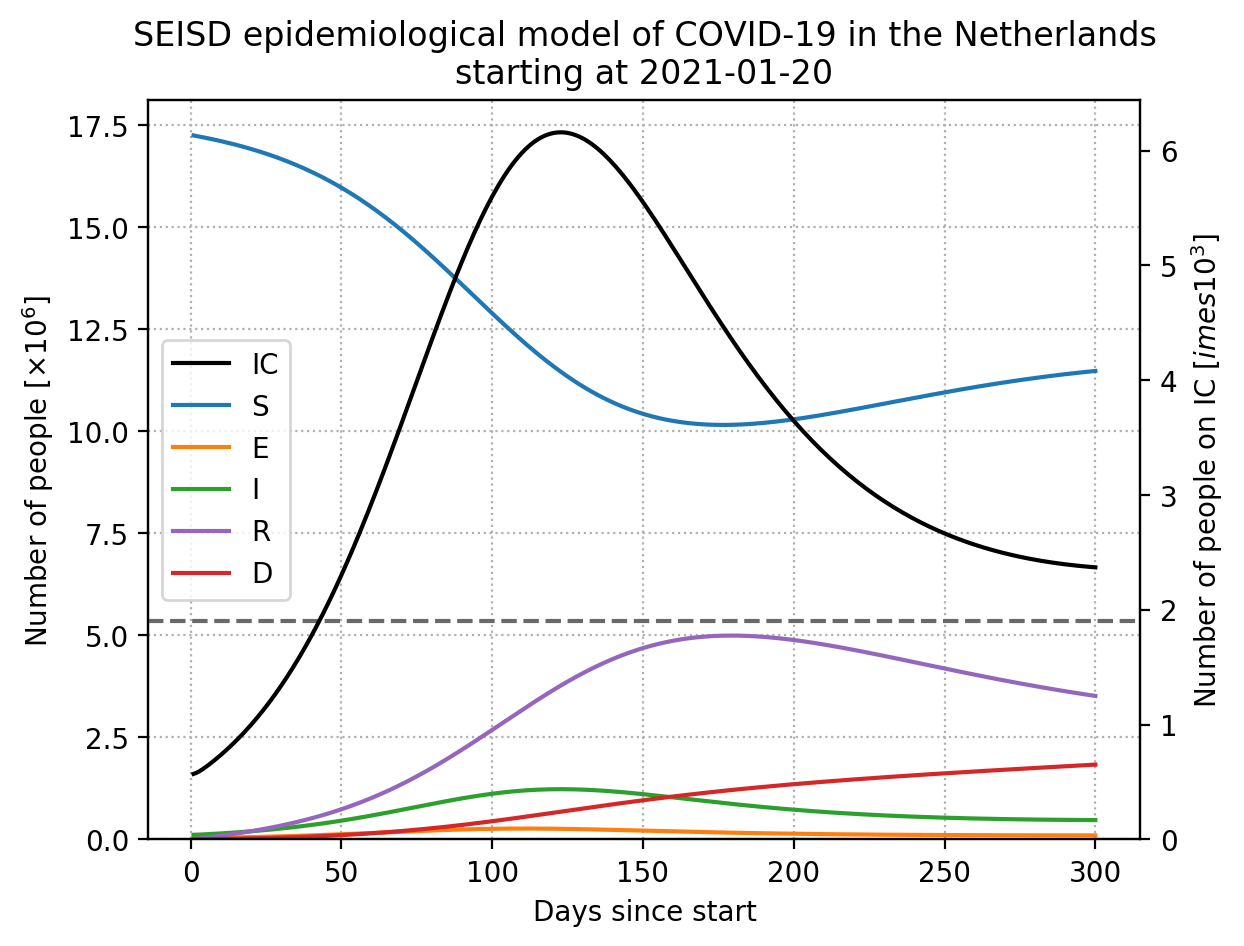 SEISD epidemiological model of COVID-19 in the Netherlands
starting at 2021-01-20
Number of people [×10⁶]
17.5
15.0
12.5
10.0
7.5
5.0
2.5
0.0
IC
S
E
I
R
D
6
5
4
3
2
1
0
Number of people on IC [imes10³]
0
50
100
150
200
250
300
Days since start